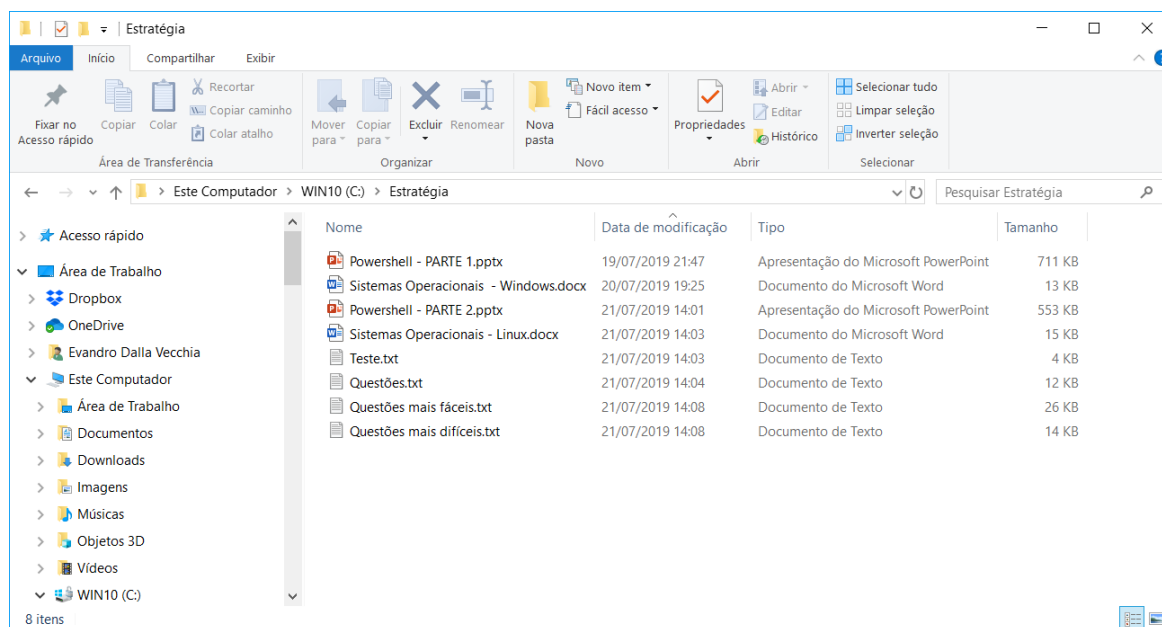 Estratégia
Arquivo Início Compartilhar Exibir
Fixar no Acesso rápido
Copiar
Colar
Recortar
Copiar caminho
Colar atalho
Área de Transferência
Mover para
Copiar para
Excluir
Renomear
Organizar
Nova pasta
Novo item
Fácil acesso
Novo
Propriedades
Abrir
Editar
Histórico
Abrir
Selecionar tudo
Limpar seleção
Inverter seleção
Selecionar
Este Computador > WIN10 (C:) > Estratégia
Pesquisar Estratégia
Acesso rápido
Área de Trabalho
Dropbox
OneDrive
Evandro Dalla Vecchia
Este Computador
Área de Trabalho
Documentos
Downloads
Imagens
Músicas
Objetos 3D
Vídeos
WIN10 (C:)
Nome Data de modificação Tipo Tamanho
Powershell - PARTE 1.pptx 19/07/2019 21:47 Apresentação do Microsoft PowerPoint 711 KB
Sistemas Operacionais - Windows.docx 20/07/2019 19:25 Documento do Microsoft Word 13 KB
Powershell - PARTE 2.pptx 21/07/2019 14:01 Apresentação do Microsoft PowerPoint 553 KB
Sistemas Operacionais - Linux.docx 21/07/2019 14:03 Documento do Microsoft Word 15 KB
Teste.txt 21/07/2019 14:03 Documento de Texto 4 KB
Questões.txt 21/07/2019 14:04 Documento de Texto 12 KB
Questões mais fáceis.txt 21/07/2019 14:08 Documento de Texto 26 KB
Questões mais difíceis.txt 21/07/2019 14:08 Documento de Texto 14 KB
8 itens